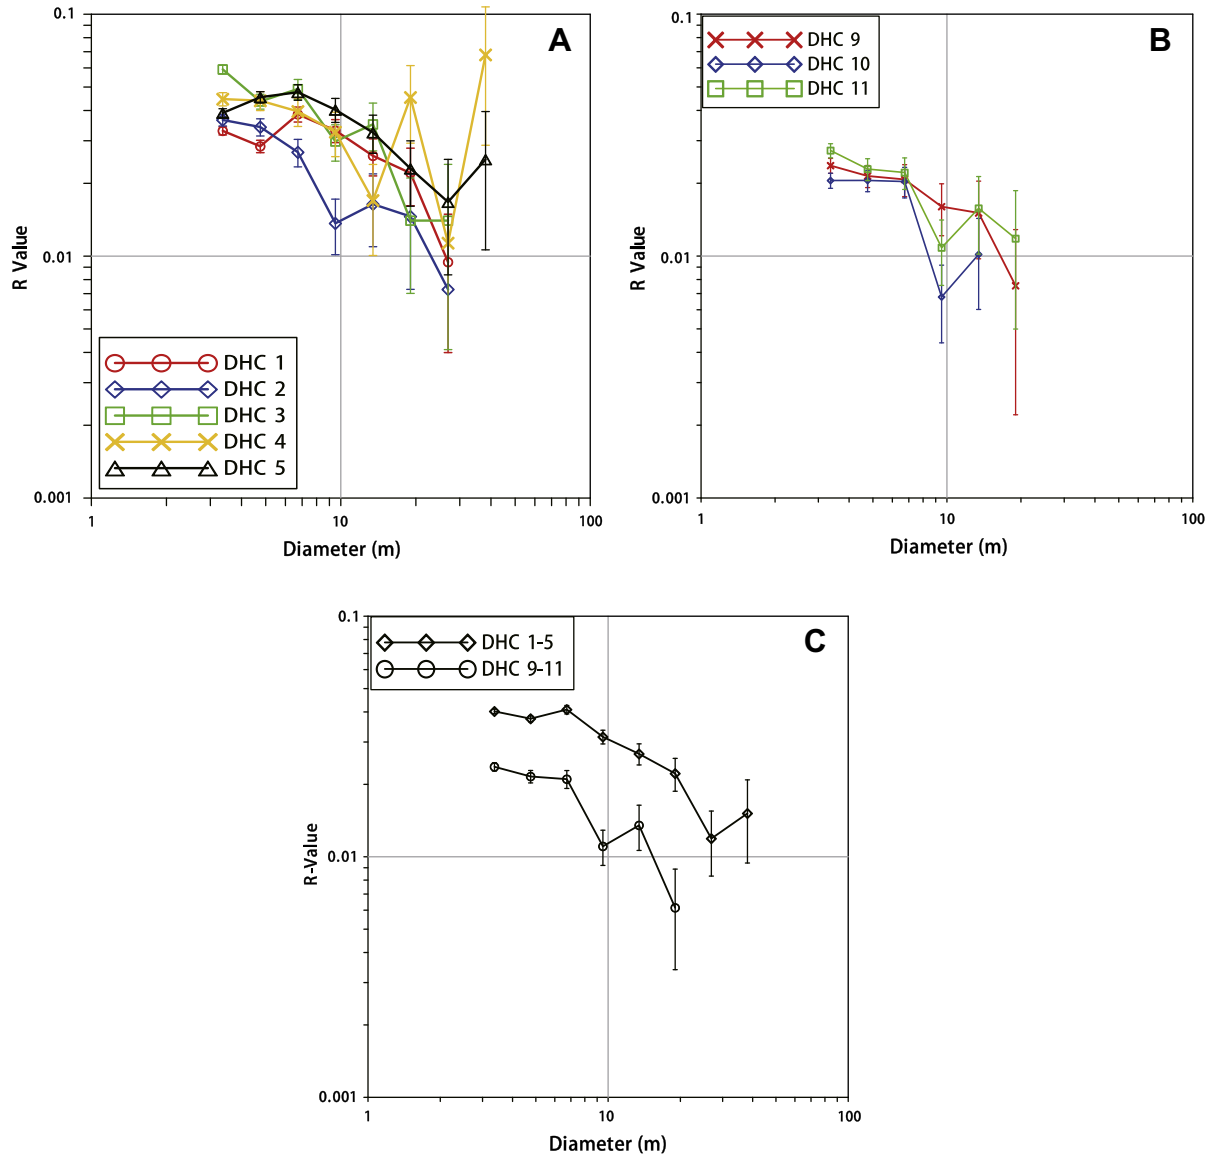 A
0.1
0.01
0.001
R Value
DHC 1
DHC 2
DHC 3
DHC 4
DHC 5
1
10
100
Diameter (m)
B
0.1
0.01
0.001
R Value
DHC 9
DHC 10
DHC 11
1
10
100
Diameter (m)
C
0.1
0.01
0.001
R-Value
DHC 1-5
DHC 9-11
1
10
100
Diameter (m)